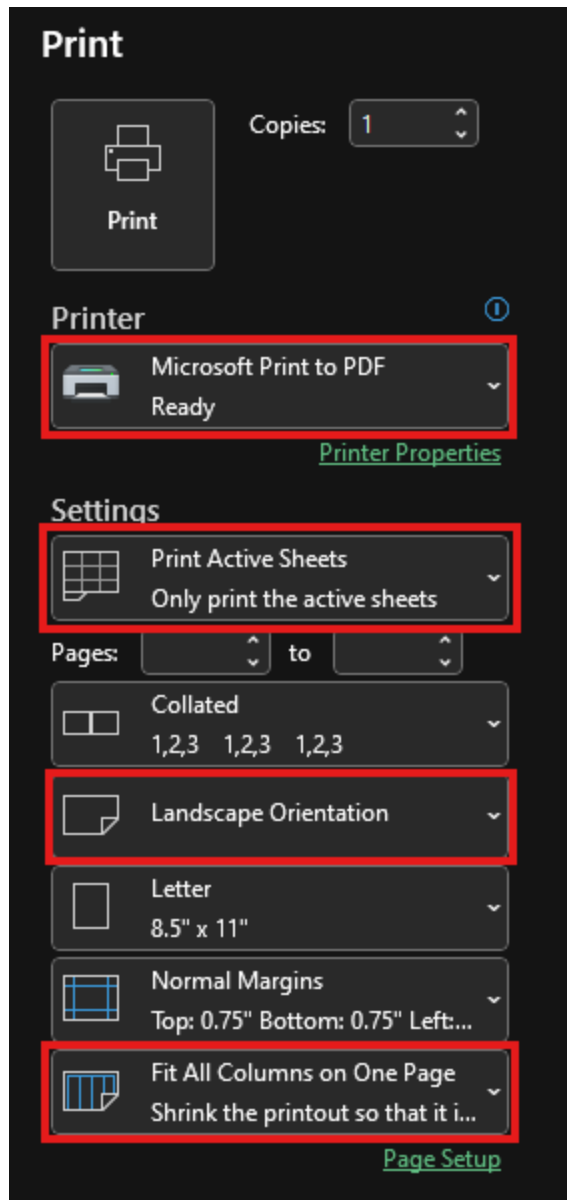 Print
Copies: 1
Print
Printer
Microsoft Print to PDF
Ready
Printer Properties
Settings
Print Active Sheets
Only print the active sheets
Pages: to
Collated
1,2,3 1,2,3 1,2,3
Landscape Orientation
Letter
8.5" x 11"
Normal Margins
Top: 0.75" Bottom: 0.75" Left:...
Fit All Columns on One Page
Shrink the printout so that it i...
Page Setup